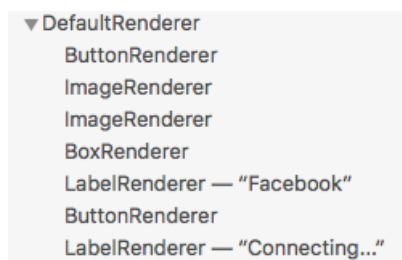 DefaultRenderer
ButtonRenderer
ImageRenderer
ImageRenderer
BoxRenderer
LabelRenderer — “Facebook”
ButtonRenderer
LabelRenderer — “Connecting...”